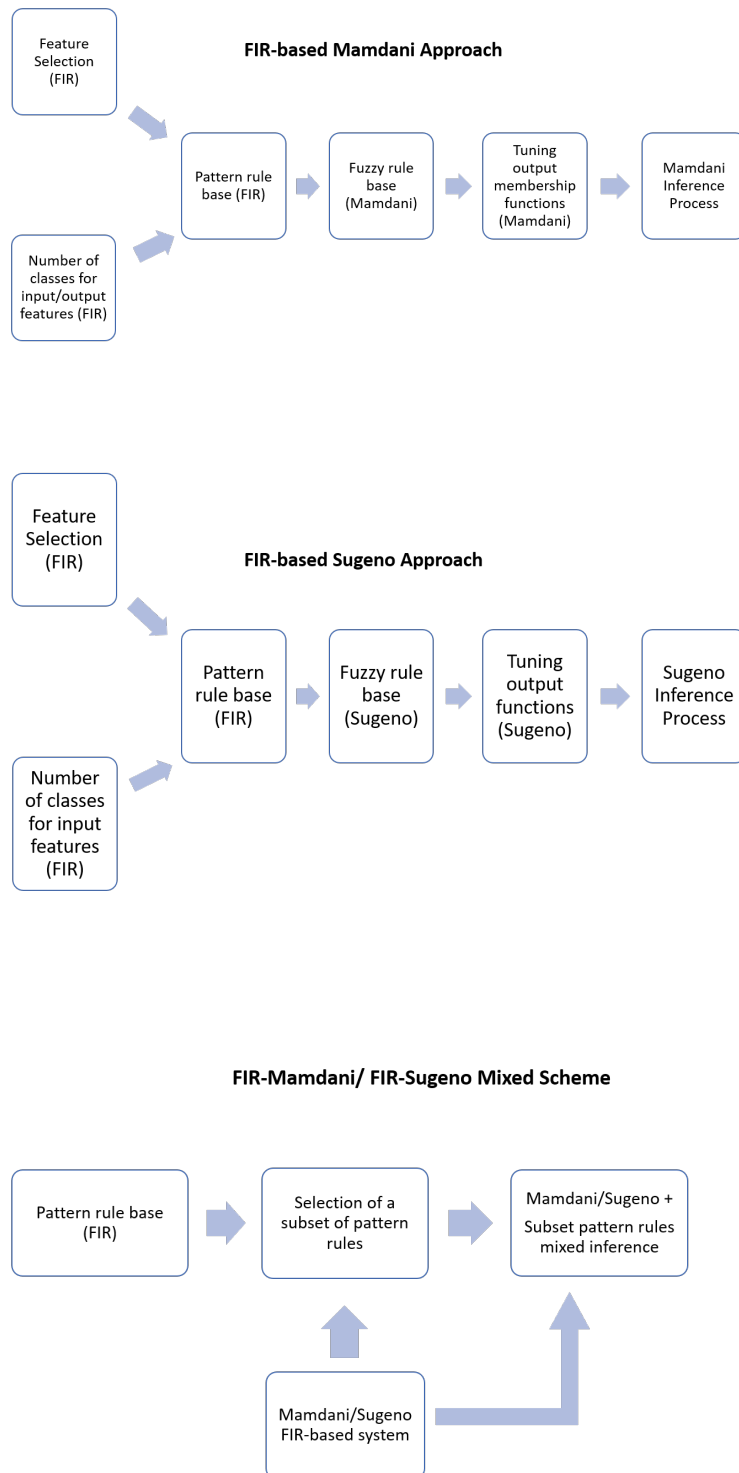 FIR-based Mamdani Approach
Feature
Selection
(FIR)
Number of
classes for
input/output
features (FIR)
Pattern rule
base (FIR)
Fuzzy rule
base
(Mamdani)
Tuning
output
membership
functions
(Mamdani)
Mamdani
Inference
Process
FIR-based Sugeno Approach
Feature
Selection
(FIR)
Number
of classes
for input
features
(FIR)
Pattern
rule base
(FIR)
Fuzzy rule
base
(Sugeno)
Tuning
output
functions
(Sugeno)
Sugeno
Inference
Process
FIR-Mamdani/ FIR-Sugeno Mixed Scheme
Pattern rule base
(FIR)
Selection of a
subset of pattern
rules
Mamdani/Sugeno +
Subset pattern rules
mixed inference
Mamdani/Sugeno
FIR-based system